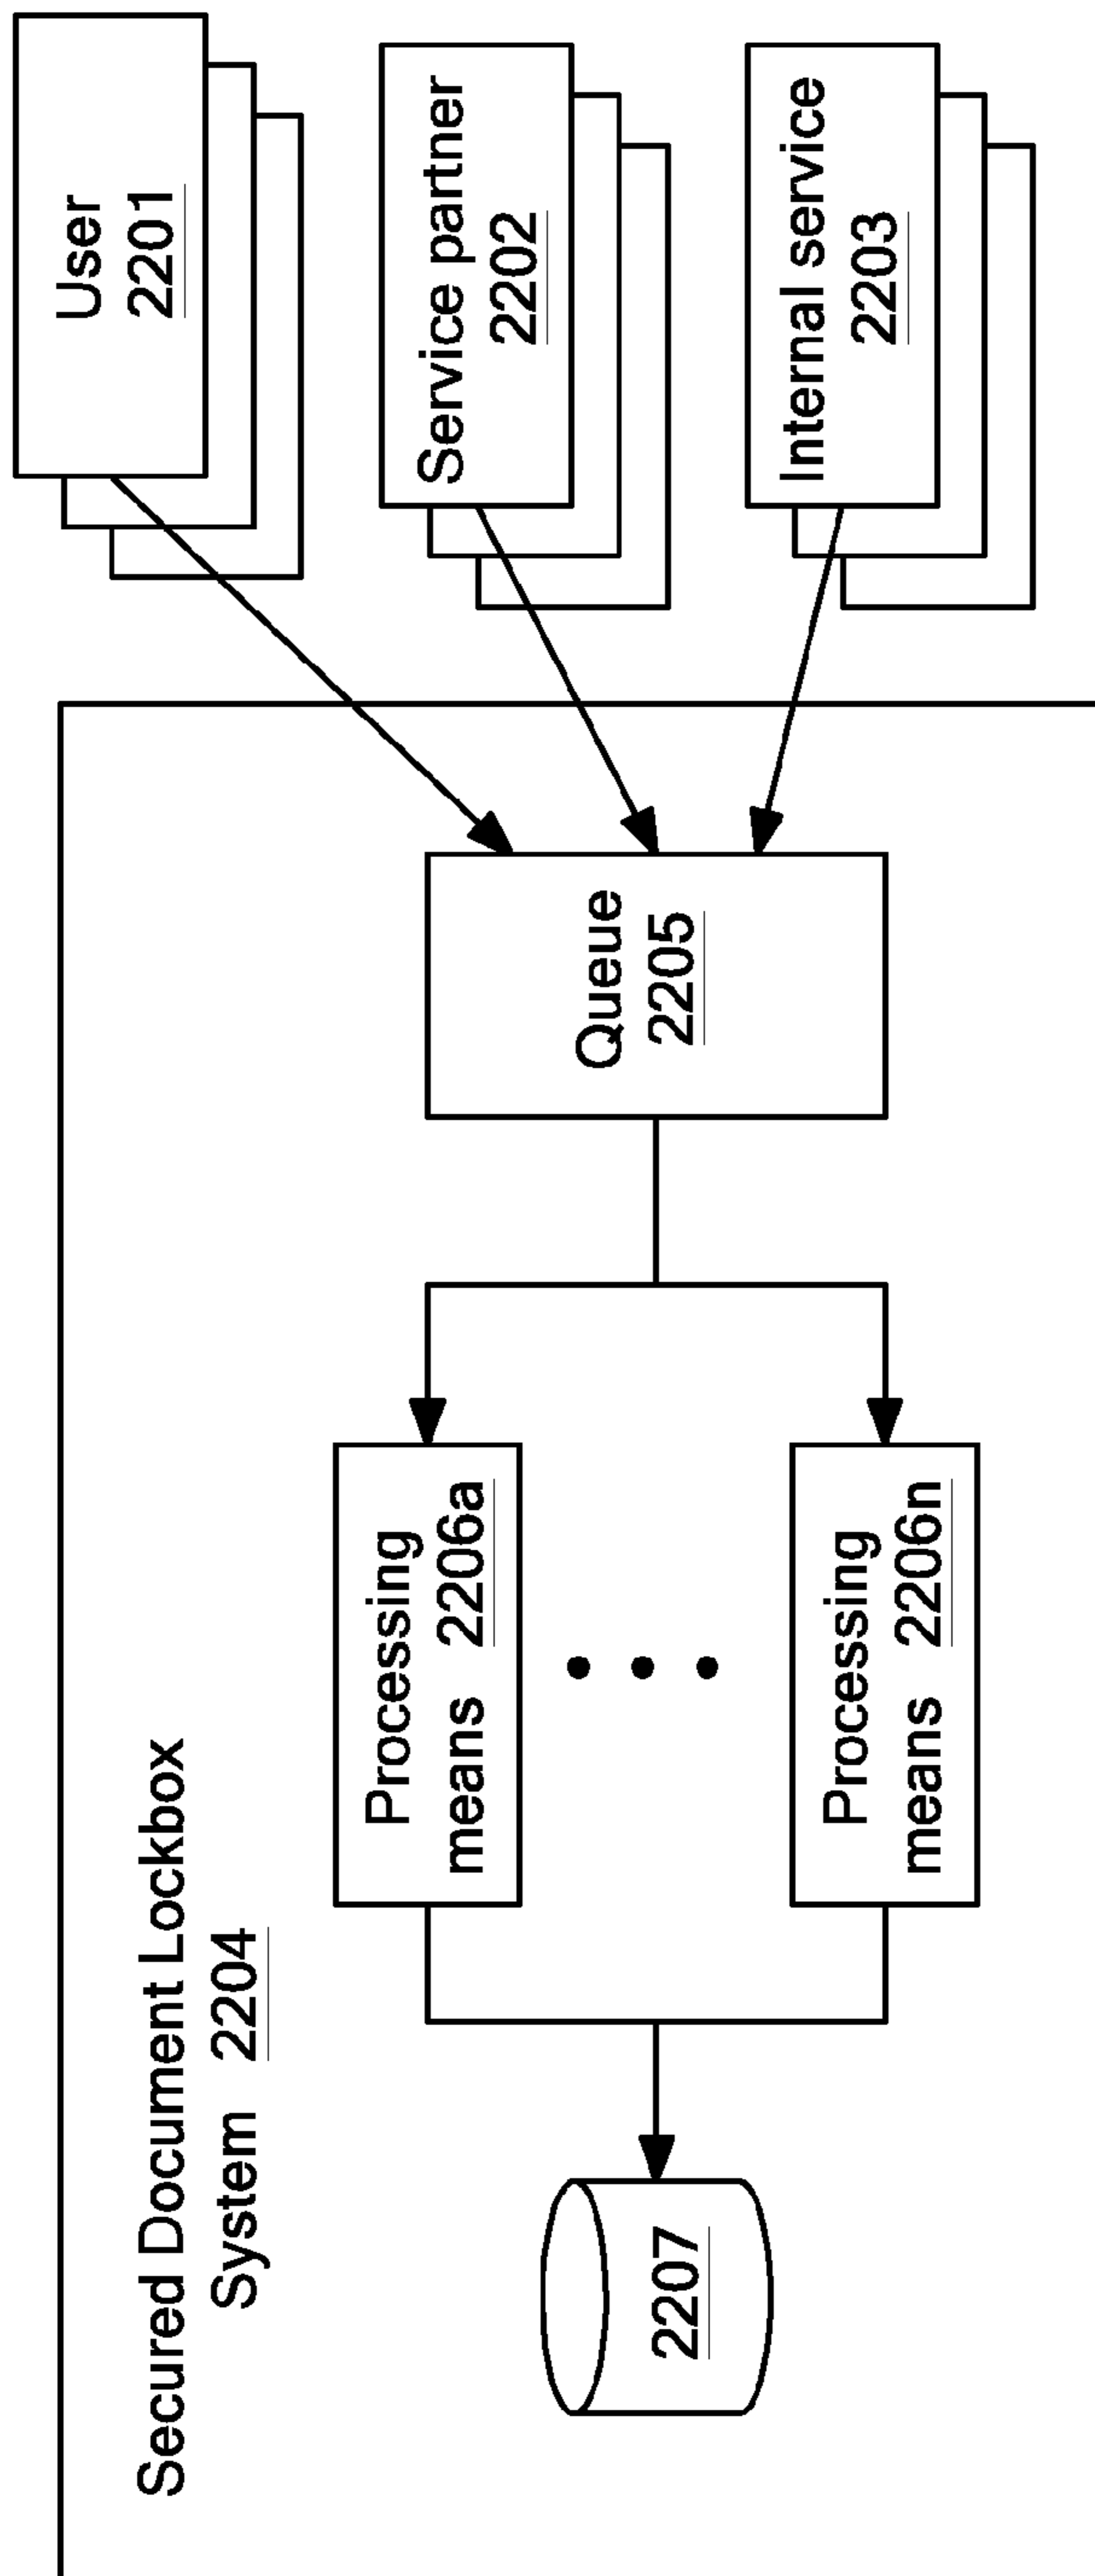 Secured Document Lockbox
System 2204
User
2201
Service partner
2202
Internal service
2203
Queue
2205
Processing
means 2206a
Processing
means 2206n
2207